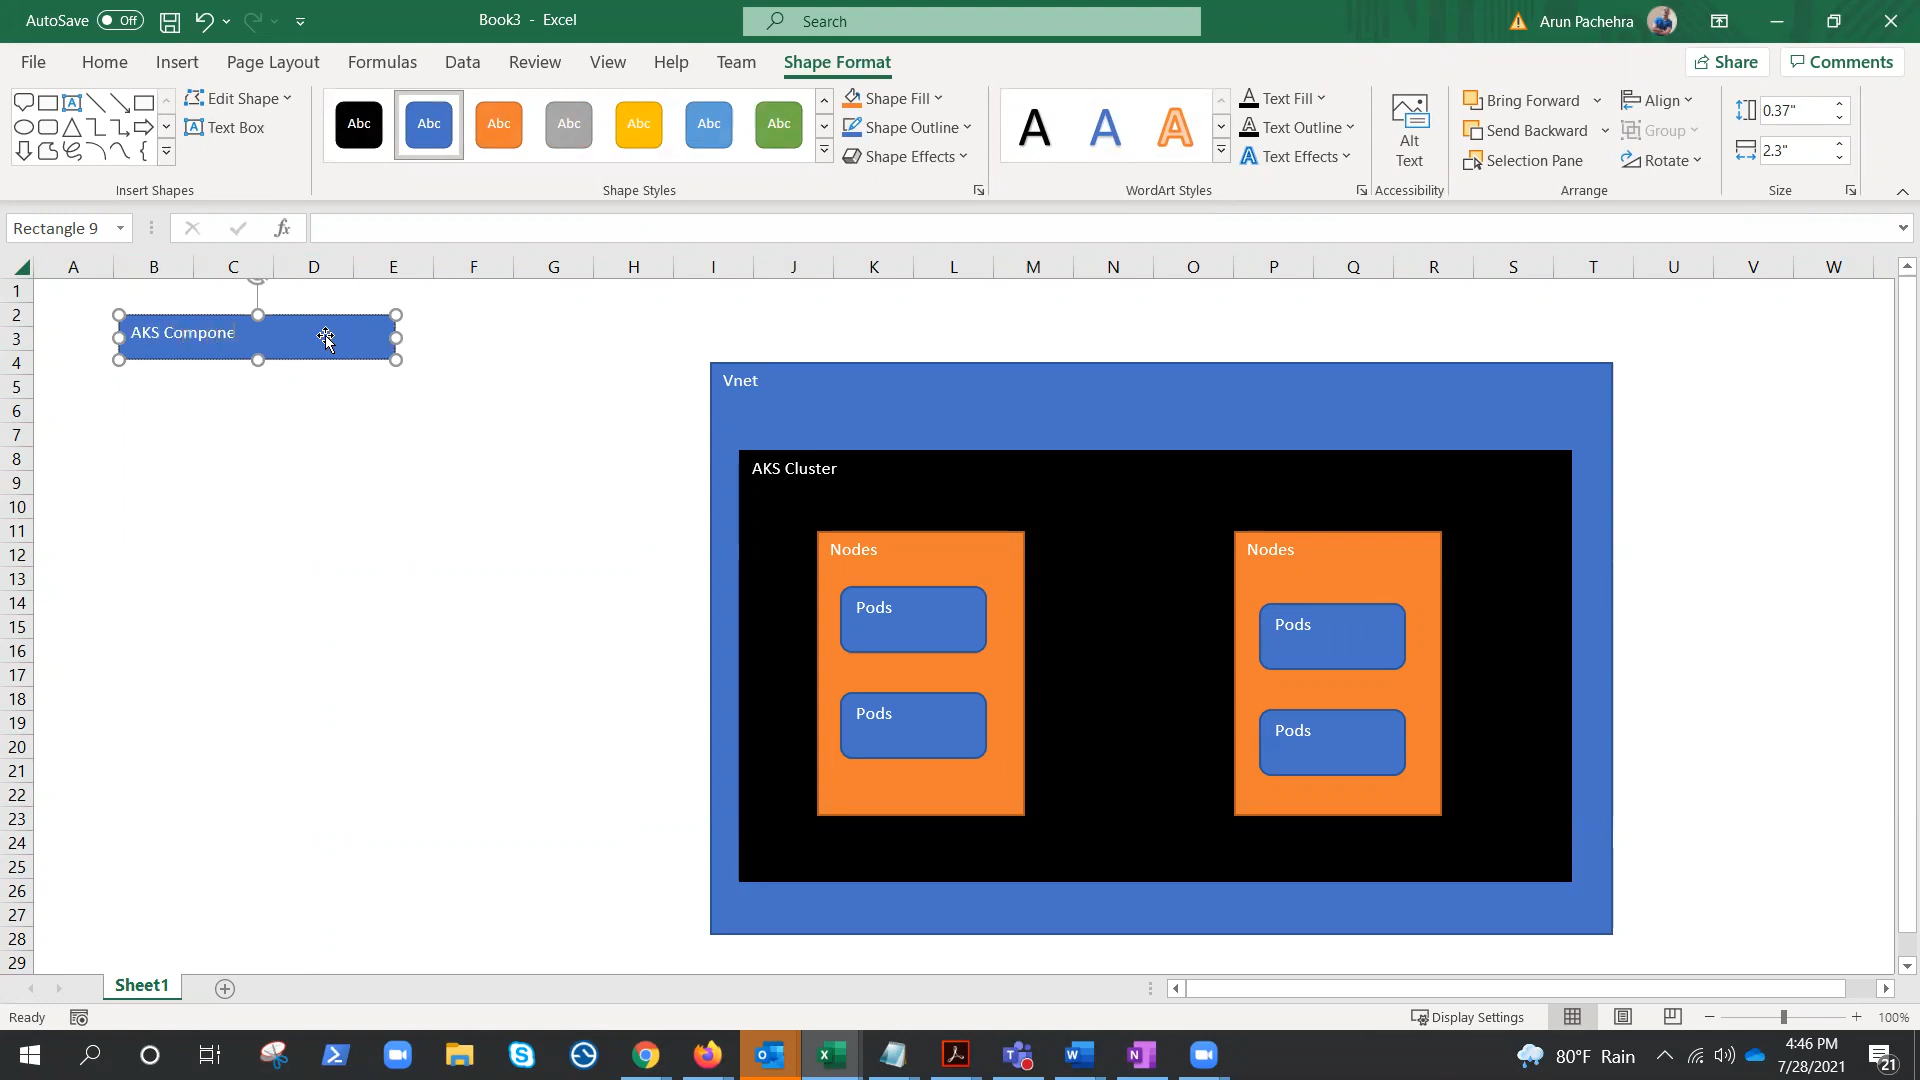 AutoSave Off
Book3 - Excel
Search
Arun Pachehra
File Home Insert Page Layout Formulas Data Review View Help Team Shape Format
Share Comments
Edit Shape
Text Box
Insert Shapes
Abc Abc Abc Abc Abc Abc Abc
Shape Fill
Shape Outline
Shape Effects
Shape Styles
A A A
Text Fill
Text Outline
Text Effects
WordArt Styles
Alt
Text
Accessibility
Bring Forward
Send Backward
Selection Pane
Align
Group
Rotate
Arrange
0.37"
2.3"
Size
Rectangle 9
fx
A B C D E F G H I J K L M N O P Q R S T U V W
1
2
3
4
5
6
7
8
9
10
11
12
13
14
15
16
17
18
19
20
21
22
23
24
25
26
27
28
29
AKS Compone
Vnet
AKS Cluster
Nodes
Pods
Pods
Nodes
Pods
Pods
Sheet1
Ready
Display Settings
100%
80°F Rain
4:46 PM
7/28/2021
21